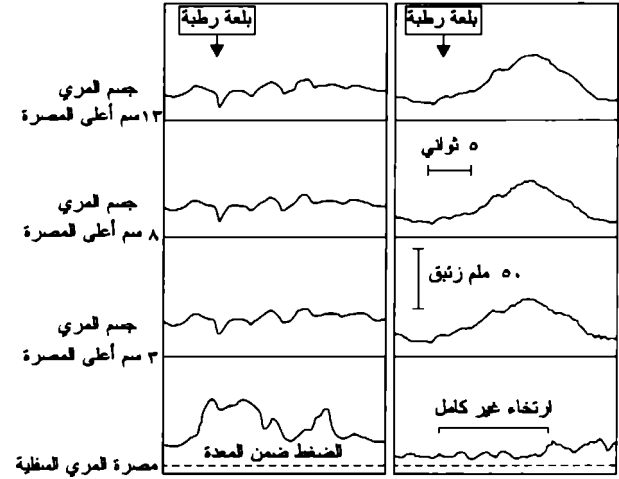 بلعة رطبة
بلعة رطبة
جسم المري
١٣سم أعلى المصرة
٥ ثواني
جسم المري
٨ سم أعلى المصرة
٥٠ ملم زئبق
جسم المري
٣ سم أعلى المصرة
ارتخاء غير كامل
الضغط ضمن المعدة
مصرة المري السفلية